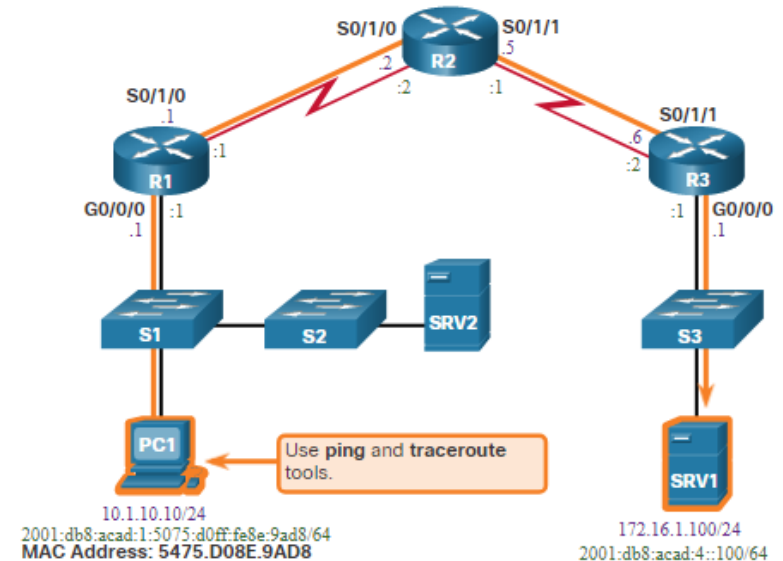 S0/1/0
S0/1/1
R2
.5
.2
:2
:1
S0/1/0
.1
S0/1/1
.6
R1
:1
:2
R3
G0/0/0
:1
.1
:1
G0/0/0
.1
S1
S2
SRV2
S3
PC1
Use ping and traceroute
tools.
SRV1
10.1.10.10/24
2001:db8:acad:1:5075:d0ff:fe8e:9ad8/64
MAC Address: 5475.D08E.9AD8
172.16.1.100/24
2001:db8:acad:4::100/64